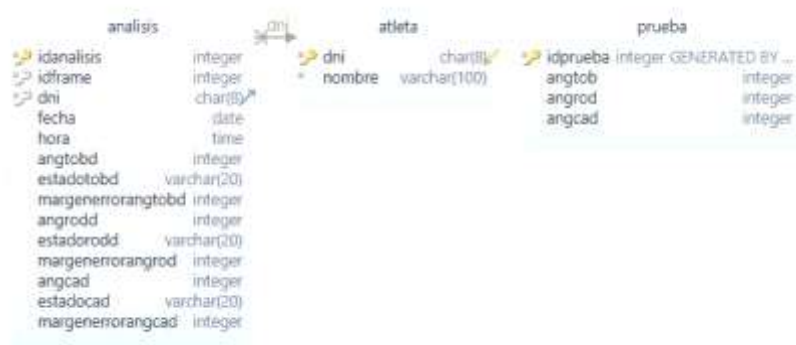 analisis
idanalisis integer
idframe integer
dni char(8)
fecha date
hora time
angtobd integer
estadotobd varchar(20)
margenerrorangtobd integer
angrodd integer
estadorodd varchar(20)
margenerrorangrod integer
angcad integer
estadocad varchar(20)
margenerrorangcad integer
dni
atleta
dni char(8)
nombre varchar(100)
prueba
idprueba integer GENERATED BY ...
angtob integer
angrod integer
angcad integer